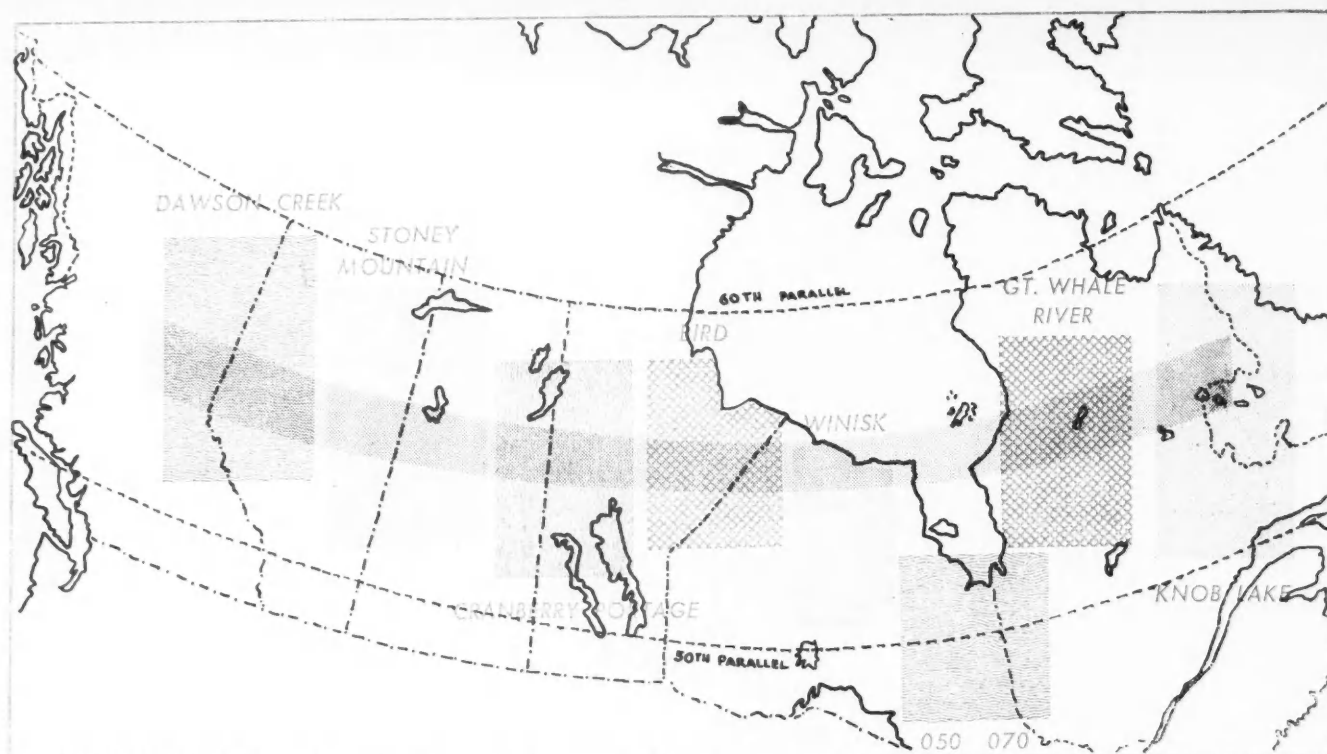 DAWSON CREEK
STONEY
MOUNTAIN
60TH PARALLEL
GT. WHALE
RIVER
BIRD
WINISK
CRANBERRY PORTAGE
KNOB LAKE
50TH PARALLEL
050 070